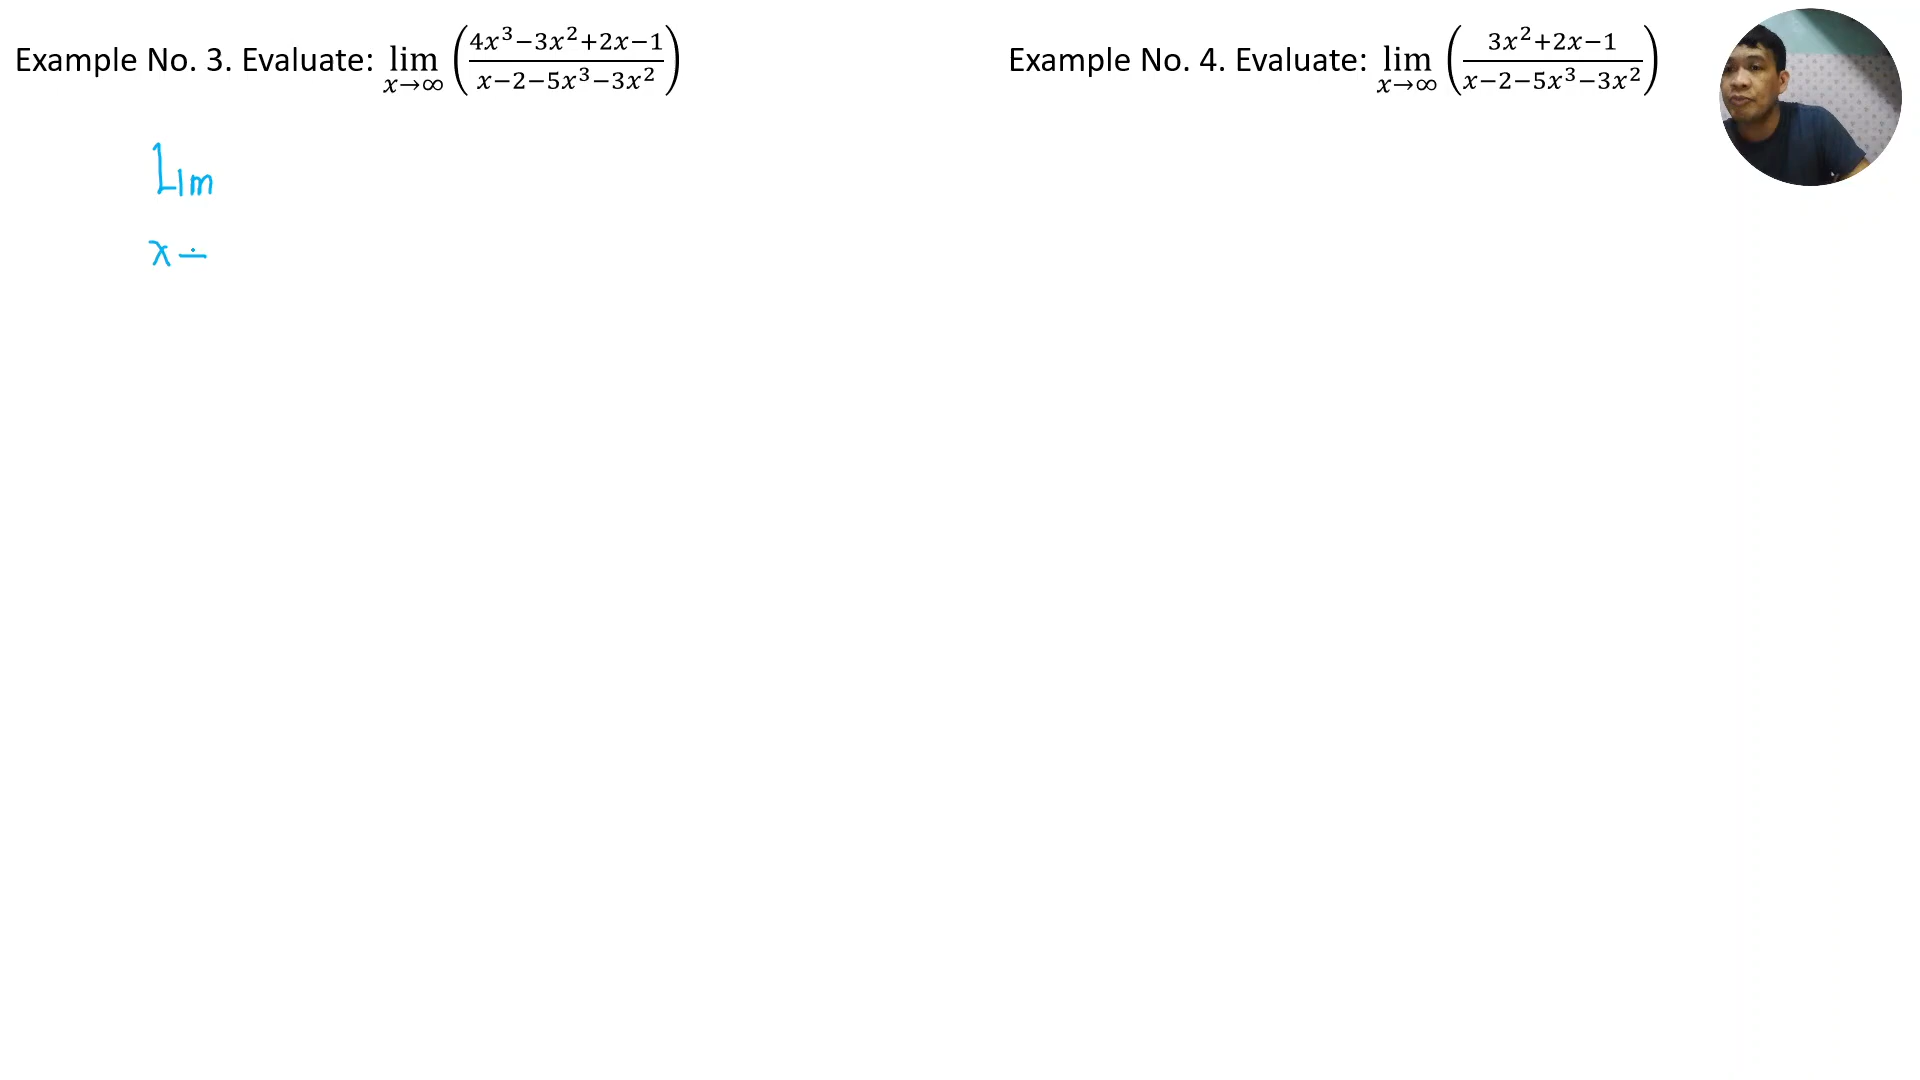 Example No. 3. Evaluate: lim x→∞ (4x³−3x²+2x−1 / x−2−5x³−3x²)
Example No. 4. Evaluate: lim x→∞ (3x²+2x−1 / x−2−5x³−3x²)
Lim
x